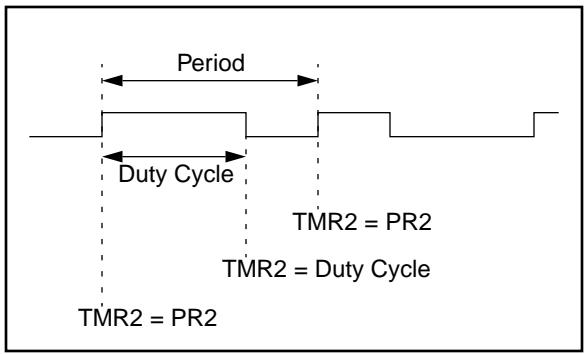 Period
Duty Cycle
TMR2 = PR2
TMR2 = Duty Cycle
TMR2 = PR2